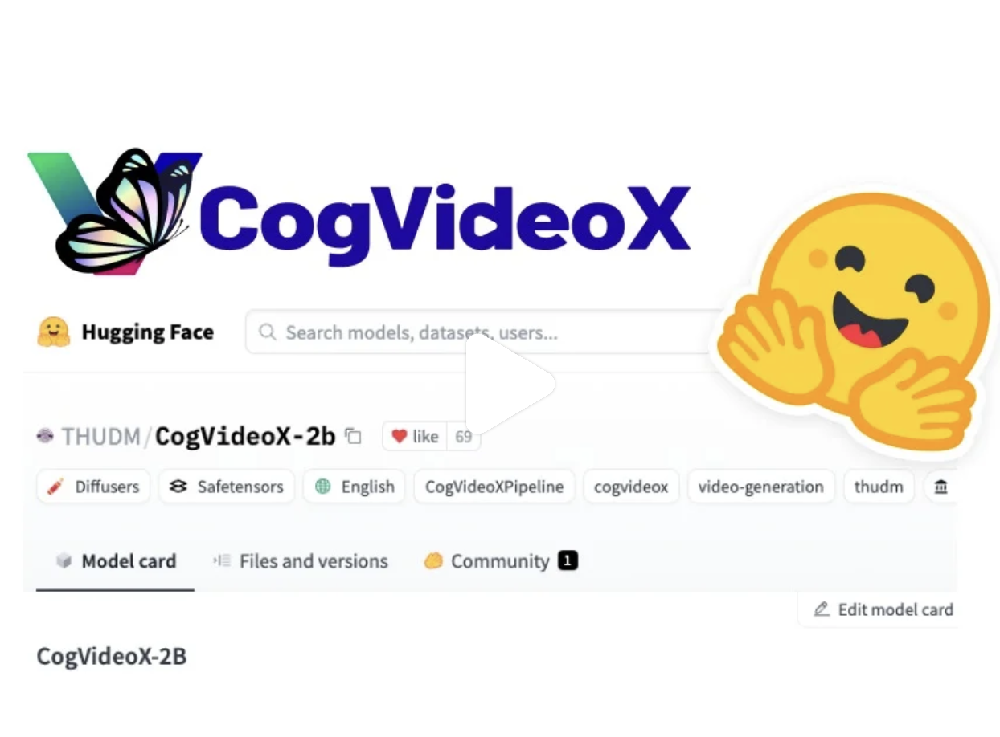 CogVideoX
Hugging Face Search models, datasets, users...
THUDM/CogVideoX-2b like 69
Diffusers Safetensors English CogVideoXPipeline cogvideox video-generation thudm
Model card Files and versions Community 1
Edit model card
CogVideoX-2B